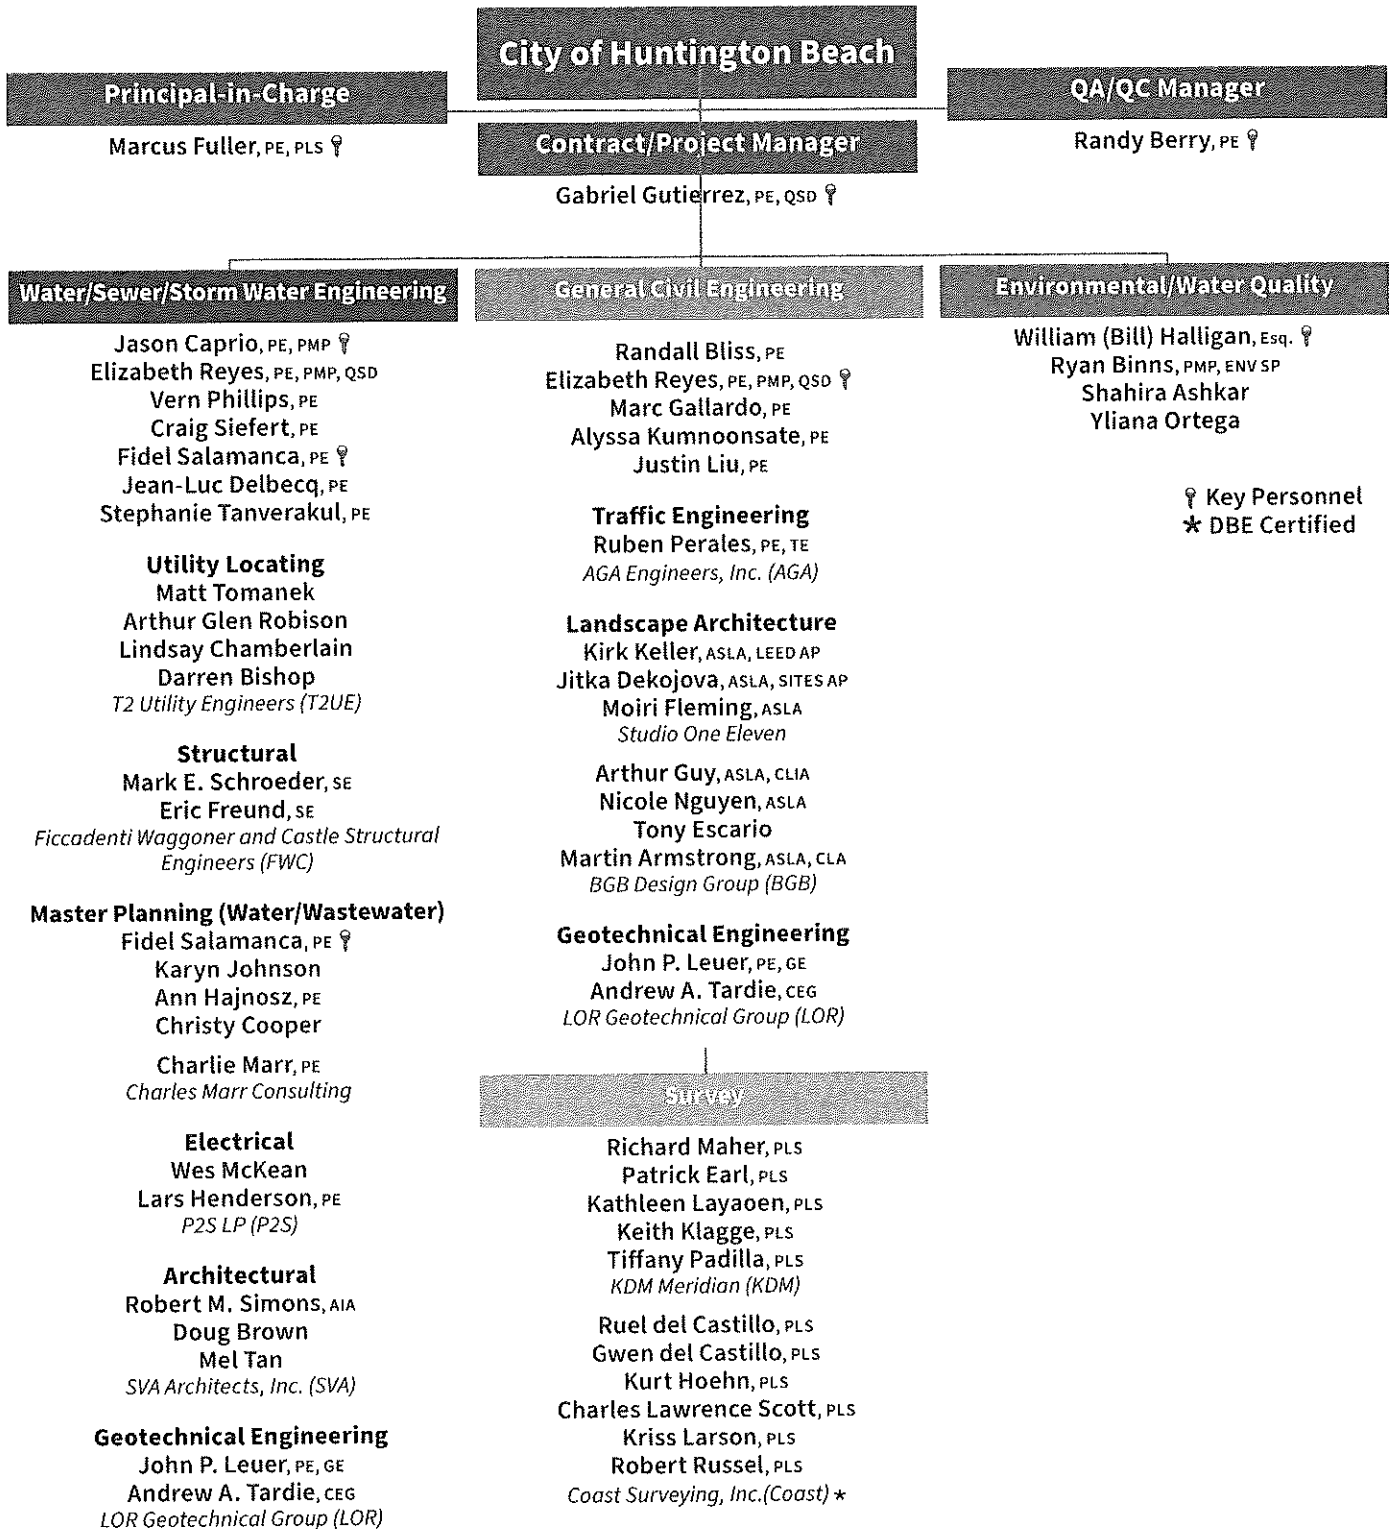 City of Huntington Beach
Principal-in-Charge
Marcus Fuller, PE, PLS
QA/QC Manager
Randy Berry, PE
Contract/Project Manager
Gabriel Gutierrez, PE, QSD
Water/Sewer/Storm Water Engineering
Jason Caprio, PE, PMP
Elizabeth Reyes, PE, PMP, QSD
Vern Phillips, PE
Craig Siefert, PE
Fidel Salamanca, PE
Jean-Luc Delbecq, PE
Stephanie Tanverakul, PE
Utility Locating
Matt Tomanek
Arthur Glen Robison
Lindsay Chamberlain
Darren Bishop
T2 Utility Engineers (T2UE)
Structural
Mark E. Schroeder, SE
Eric Freund, SE
Ficcadenti Waggoner and Castle Structural
Engineers (FWC)
Master Planning (Water/Wastewater)
Fidel Salamanca, PE
Karyn Johnson
Ann Hajnosz, PE
Christy Cooper
Charlie Marr, PE
Charles Marr Consulting
Electrical
Wes McKean
Lars Henderson, PE
P2S LP (P2S)
Architectural
Robert M. Simons, AIA
Doug Brown
Mel Tan
SVA Architects, Inc. (SVA)
Geotechnical Engineering
John P. Leuer, PE, GE
Andrew A. Tardie, CEG
LOR Geotechnical Group (LOR)
General Civil Engineering
Randall Bliss, PE
Elizabeth Reyes, PE, PMP, QSD
Marc Gallardo, PE
Alyssa Kumnoonsate, PE
Justin Liu, PE
Traffic Engineering
Ruben Perales, PE, TE
AGA Engineers, Inc. (AGA)
Landscape Architecture
Kirk Keller, ASLA, LEED AP
Jitka Dekojova, ASLA, SITES AP
Moiri Fleming, ASLA
Studio One Eleven
Arthur Guy, ASLA, CLIA
Nicole Nguyen, ASLA
Tony Escario
Martin Armstrong, ASLA, CLA
BGB Design Group (BGB)
Geotechnical Engineering
John P. Leuer, PE, GE
Andrew A. Tardie, CEG
LOR Geotechnical Group (LOR)
Survey
Richard Maher, PLS
Patrick Earl, PLS
Kathleen Layaoen, PLS
Keith Klagge, PLS
Tiffany Padilla, PLS
KDM Meridian (KDM)
Ruel del Castillo, PLS
Gwen del Castillo, PLS
Kurt Hoehn, PLS
Charles Lawrence Scott, PLS
Kriss Larson, PLS
Robert Russel, PLS
Coast Surveying, Inc.(Coast) *
Environmental/Water Quality
William (Bill) Halligan, Esq.
Ryan Binns, PMP, ENV SP
Shahira Ashkar
Yliana Ortega
Key Personnel
* DBE Certified